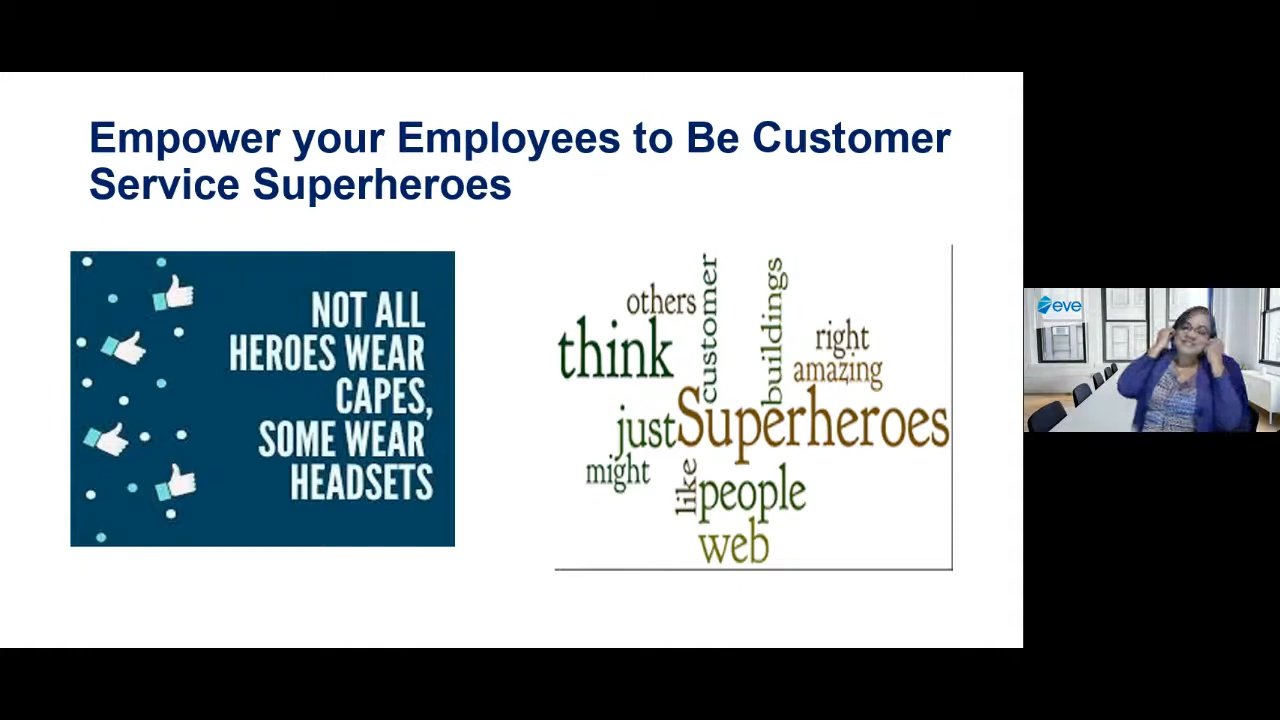 Empower your Employees to Be Customer
Service Superheroes
NOT ALL
HEROES WEAR
CAPES,
SOME WEAR
HEADSETS
others
customer
buildings
think
right
amazing
just
Superheroes
might
like
people
web
eve